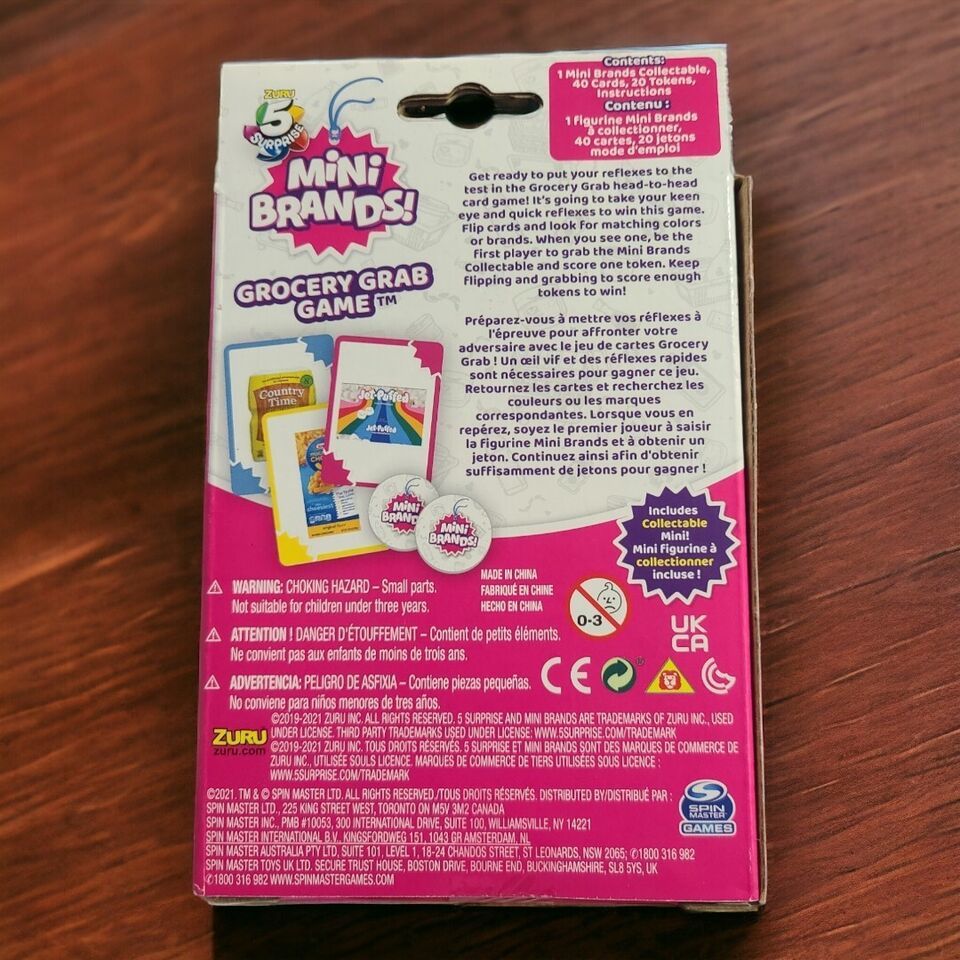 Contents:
1 Mini Brands Collectable,
40 Cards, 20 Tokens,
Instructions
Contenu :
1 figurine Mini Brands
à collectionner,
40 cartes, 20 jetons
mode d'emploi
ZURU
5
SURPRISE
MINI
BRANDS!
GROCERY GRAB
GAME™
Get ready to put your reflexes to the
test in the Grocery Grab head-to-head
card game! It's going to take your keen
eye and quick reflexes to win this game.
Flip cards and look for matching colors
or brands. When you see one, be the
first player to grab the Mini Brands
Collectable and score one token. Keep
flipping and grabbing to score enough
tokens to win!
Préparez-vous à mettre vos réflexes à
l'épreuve pour affronter votre
adversaire avec le jeu de cartes Grocery
Grab ! Un œil vif et des réflexes rapides
sont nécessaires pour gagner ce jeu.
Retournez les cartes et recherchez les
couleurs ou les marques
correspondantes. Lorsque vous en
repérez, soyez le premier joueur à saisir
la figurine Mini Brands et à obtenir un
jeton. Continuez ainsi afin d'obtenir
suffisamment de jetons pour gagner !
Country
Time
Jet-Puffed
Jet-Puffed
MINI
BRAND
MINI
BRANDS!
Includes
Collectable
Mini!
Mini figurine à
collectionner
incluse !
⚠ WARNING: CHOKING HAZARD – Small parts.
Not suitable for children under three years.
⚠ ATTENTION ! DANGER D'ÉTOUFFEMENT – Contient de petits éléments.
Ne convient pas aux enfants de moins de trois ans.
⚠ ADVERTENCIA: PELIGRO DE ASFIXIA – Contiene piezas pequeñas.
No conviene para niños menores de tres años.
MADE IN CHINA
FABRIQUÉ EN CHINE
HECHO EN CHINA
0-3
UK
CA
CE
ZURU
zuru.com
©2019-2021 ZURU INC. ALL RIGHTS RESERVED. 5 SURPRISE AND MINI BRANDS ARE TRADEMARKS OF ZURU INC., USED
UNDER LICENSE. THIRD PARTY TRADEMARKS USED UNDER LICENSE: WWW.5SURPRISE.COM/TRADEMARK
©2019-2021 ZURU INC. TOUS DROITS RÉSERVÉS. 5 SURPRISE ET MINI BRANDS SONT DES MARQUES DE COMMERCE DE
ZURU INC., UTILISÉE SOULS LICENCE. MARQUES DE COMMERCE DE TIERS UTILISÉES SOUS LICENCE :
WWW.5SURPRISE.COM/TRADEMARK
©2021. TM & © SPIN MASTER LTD. ALL RIGHTS RESERVED./TOUS DROITS RÉSERVÉS. DISTRIBUTED BY/DISTRIBUÉ PAR :
SPIN MASTER LTD., 225 KING STREET WEST, TORONTO ON M5V 3M2 CANADA
SPIN MASTER INC., PMB #10053, 300 INTERNATIONAL DRIVE, SUITE 100, WILLIAMSVILLE, NY 14221
SPIN MASTER INTERNATIONAL B.V., KINGSFORDWEG 151, 1043 GR AMSTERDAM, NL
SPIN MASTER AUSTRALIA PTY LTD, SUITE 101, LEVEL 1, 18-24 CHANDOS STREET, ST LEONARDS, NSW 2065; ✆1800 316 982
SPIN MASTER TOYS UK LTD. SECURE TRUST HOUSE, BOSTON DRIVE, BOURNE END, BUCKINGHAMSHIRE, SL8 5YS, UK
✆1800 316 982 WWW.SPINMASTERGAMES.COM
SPIN
MASTER
GAMES